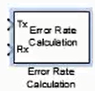 Tx Error Rate
Calculation
Rx
Error Rate
Calculation